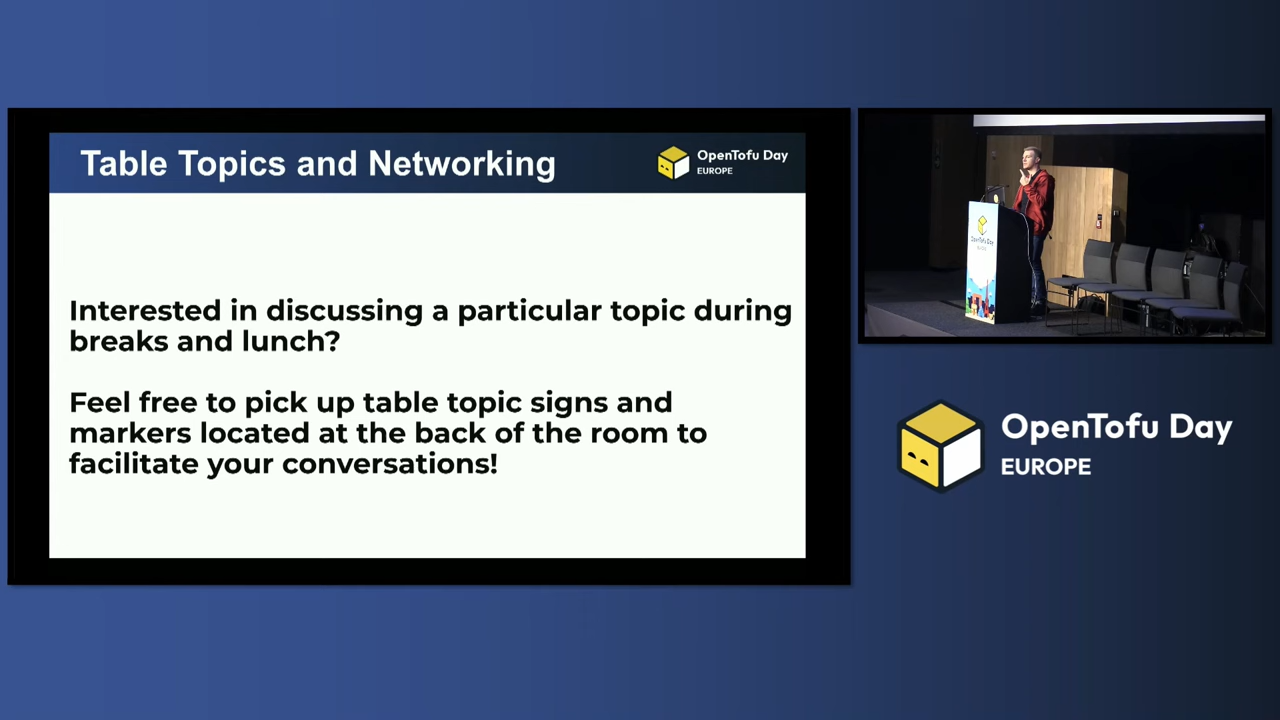 Table Topics and Networking
OpenTofu Day
EUROPE
Interested in discussing a particular topic during
breaks and lunch?
Feel free to pick up table topic signs and
markers located at the back of the room to
facilitate your conversations!
OpenTofu Day
OpenTofu Day
EUROPE